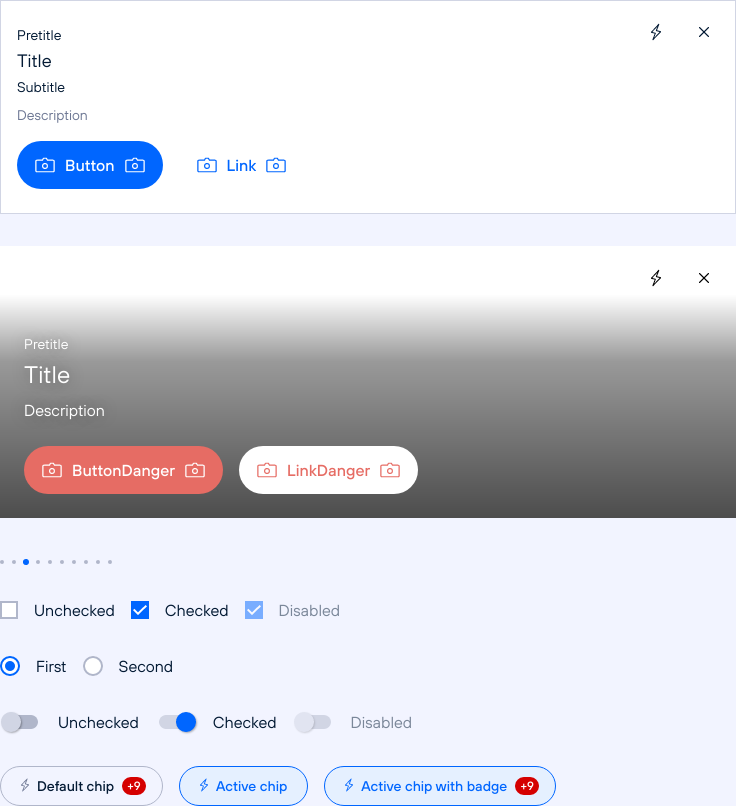 Pretitle
Title
Subtitle
Description
Button Link
Pretitle
Title
Description
ButtonDanger LinkDanger
Unchecked Checked Disabled
First Second
Unchecked Checked Disabled
Default chip +9 Active chip Active chip with badge +9